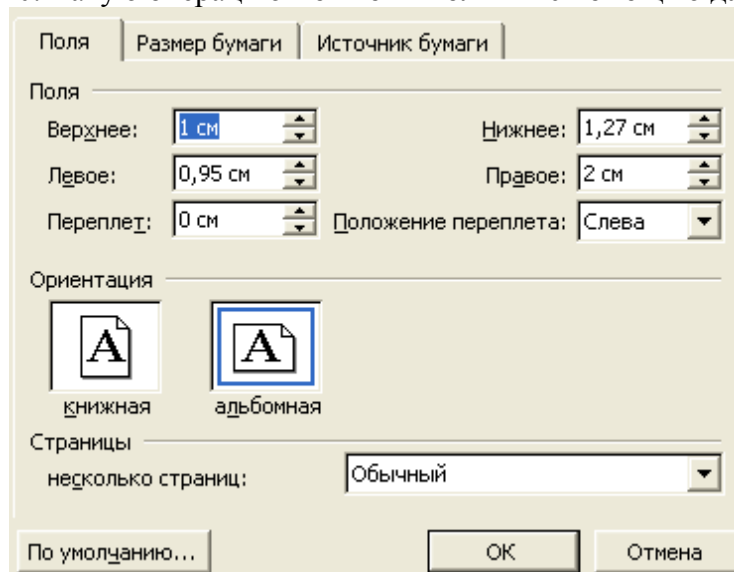 Поля Размер бумаги Источник бумаги
Поля
Верхнее: 1 см Нижнее: 1,27 см
Левое: 0,95 см Правое: 2 см
Переплет: 0 см Положение переплета: Слева
Ориентация
А А
книжная альбомная
Страницы
несколько страниц: Обычный
По умолчанию... ОК Отмена